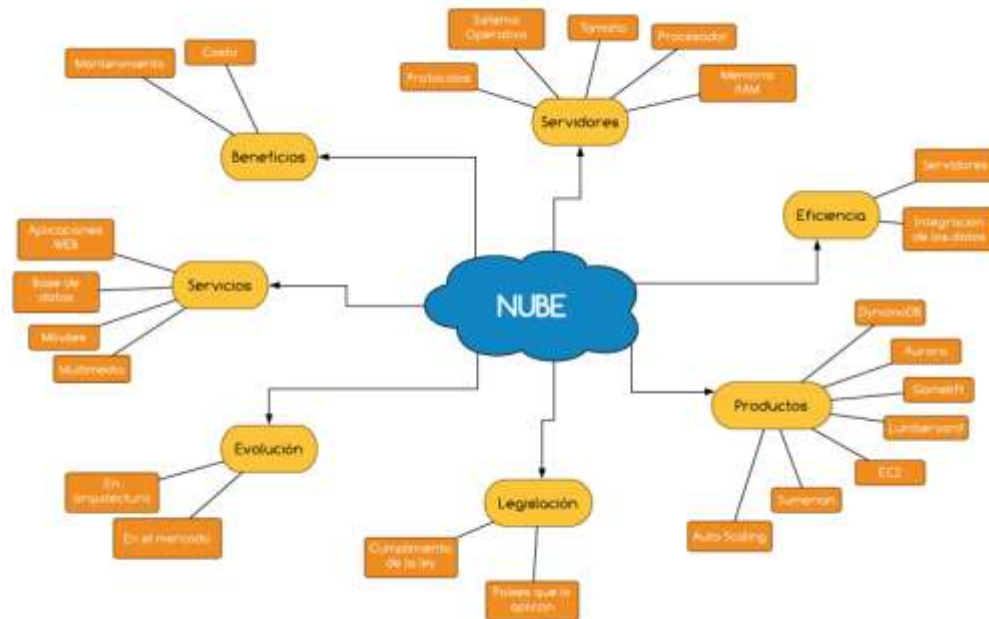 Sistema
Operativo
Tamaño
Procesador
Protocolos
Memoria
RAM
Servidores
Costo
Mantenimiento
Beneficios
Servidores
Integración
de los datos
Eficiencia
Aplicaciones
WEB
Base de
datos
Móviles
Multimedia
Servicios
NUBE
DynamoDB
Aurora
Gamelift
Lumberyard
EC2
Sumerian
Auto Scaling
Productos
Evolución
En
arquitectura
En el mercado
Legislación
Cumplimiento
de la ley
Países que la
aplican